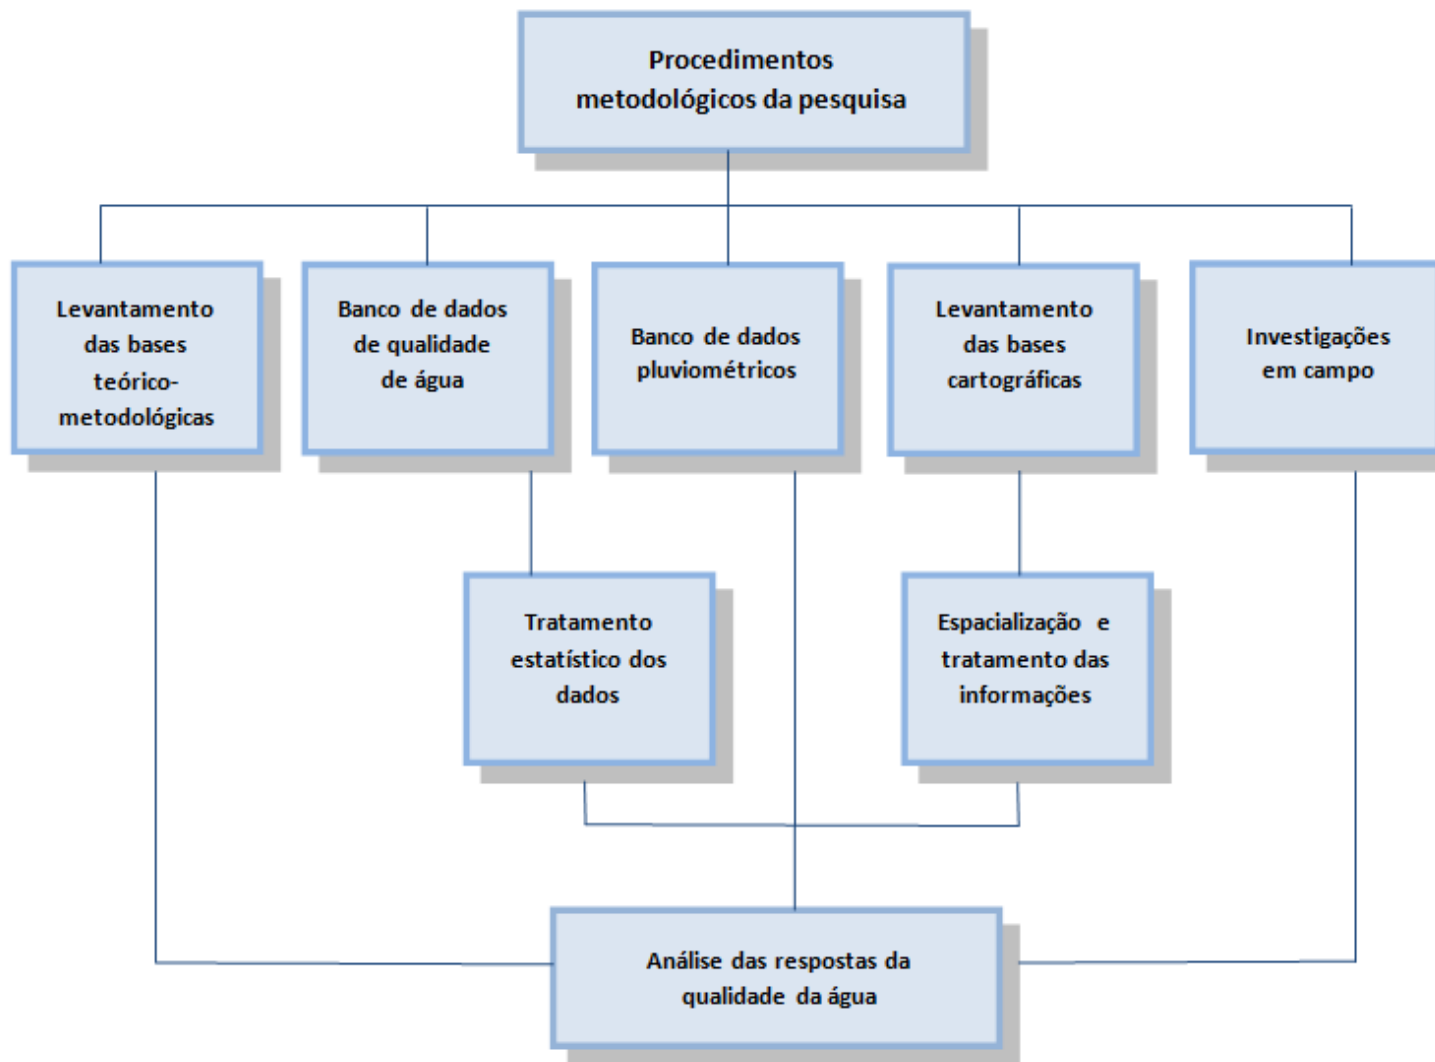 Procedimentos
metodológicos da pesquisa
Levantamento
das bases
teórico-
metodológicas
Banco de dados
de qualidade
de água
Banco de dados
pluviométricos
Levantamento
das bases
cartográficas
Investigações
em campo
Tratamento
estatístico dos
dados
Espacialização e
tratamento das
informações
Análise das respostas da
qualidade da água